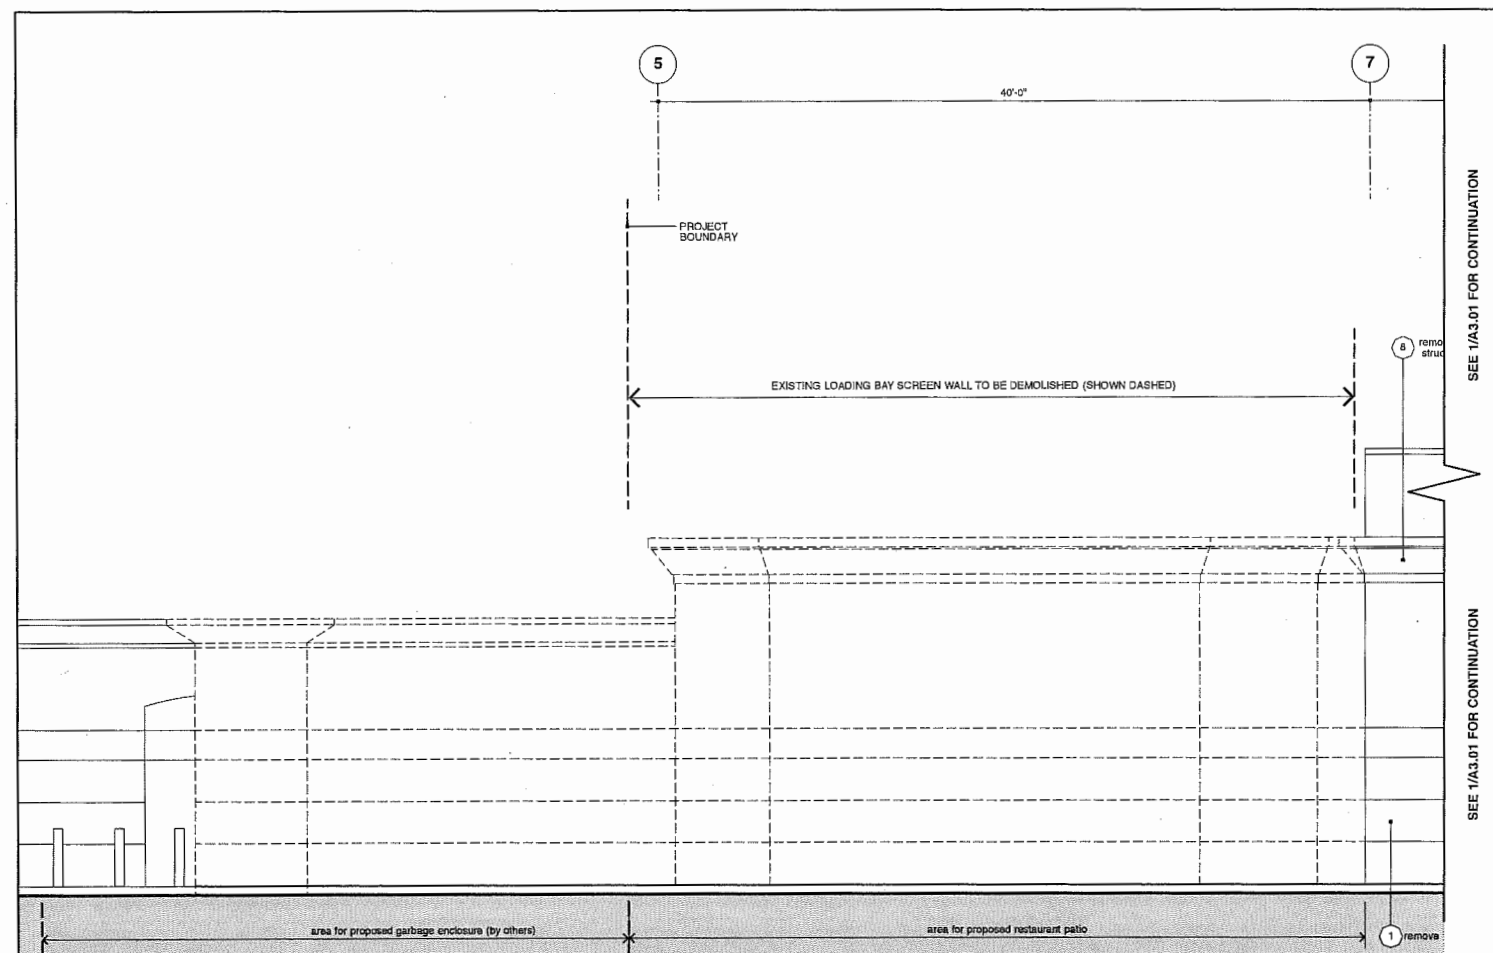 5
7
40'-0"
PROJECT
BOUNDARY
SEE 1/A3.01 FOR CONTINUATION
8
remo
struc
EXISTING LOADING BAY SCREEN WALL TO BE DEMOLISHED (SHOWN DASHED)
SEE 1/A3.01 FOR CONTINUATION
area for proposed garbage enclosure (by others)
area for proposed restaurant patio
1
remove